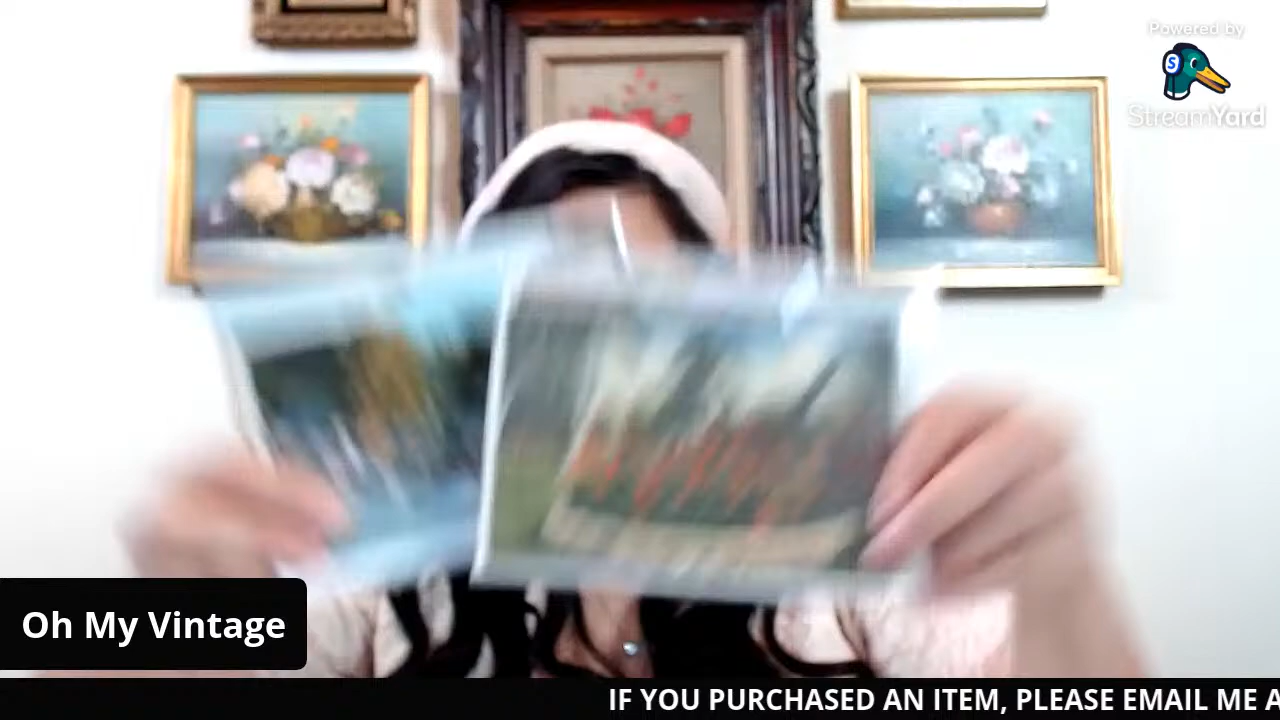 Powered by
StreamYard
Oh My Vintage
IF YOU PURCHASED AN ITEM, PLEASE EMAIL ME A